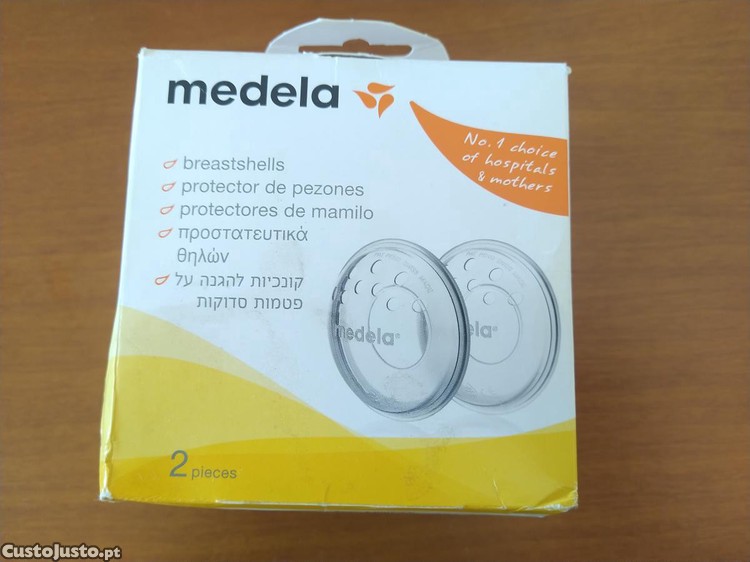 medela
No. 1 choice
of hospitals
& mothers
breastshells
protector de pezones
protectores de mamilo
προστατευτικά
θηλών
קונכיות להגנה על
פטמות סדוקות
medela®
medela®
2 pieces
CustoJusto.pt